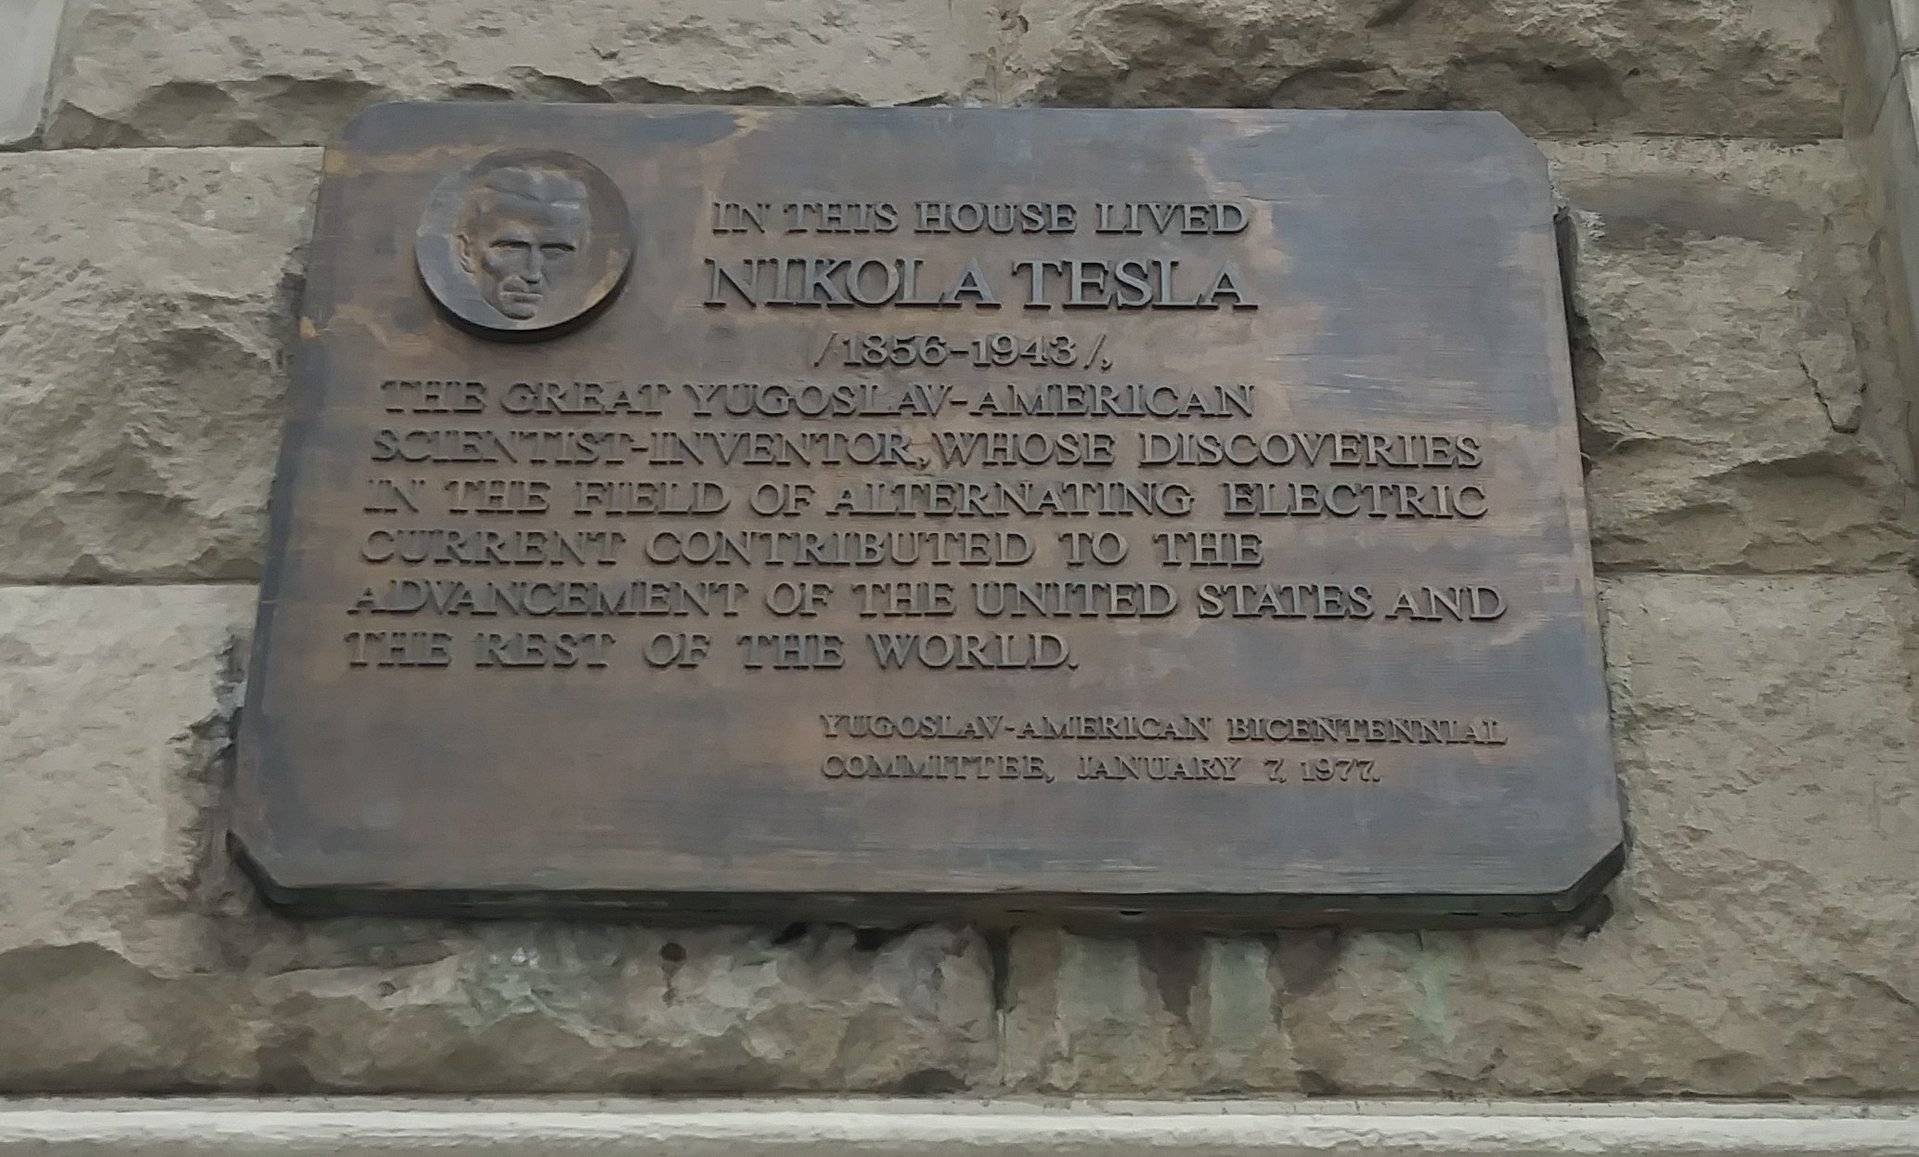 IN THIS HOUSE LIVED
NIKOLA TESLA
/1856-1943/,
THE GREAT YUGOSLAV-AMERICAN
SCIENTIST-INVENTOR, WHOSE DISCOVERIES
IN THE FIELD OF ALTERNATING ELECTRIC
CURRENT CONTRIBUTED TO THE
ADVANCEMENT OF THE UNITED STATES AND
THE REST OF THE WORLD.
YUGOSLAV-AMERICAN BICENTENNIAL
COMMITTEE, JANUARY 7, 1977.